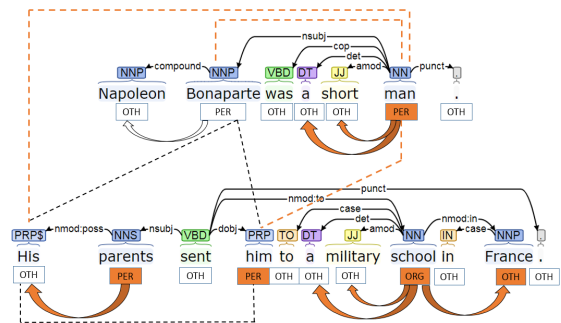 nsubj
cop
det
compound amod punct
NNP NNP VBD DT JJ NN .
Napoleon Bonaparte was a short man .
OTH PER OTH OTH OTH PER OTH
punct
nmod:to
case
det
nmod:poss nsubj dobj amod nmod:in case
PRP$ NNS VBD PRP TO DT JJ NN IN NNP .
His parents sent him to a military school in France .
OTH PER OTH PER OTH OTH OTH ORG OTH OTH OTH